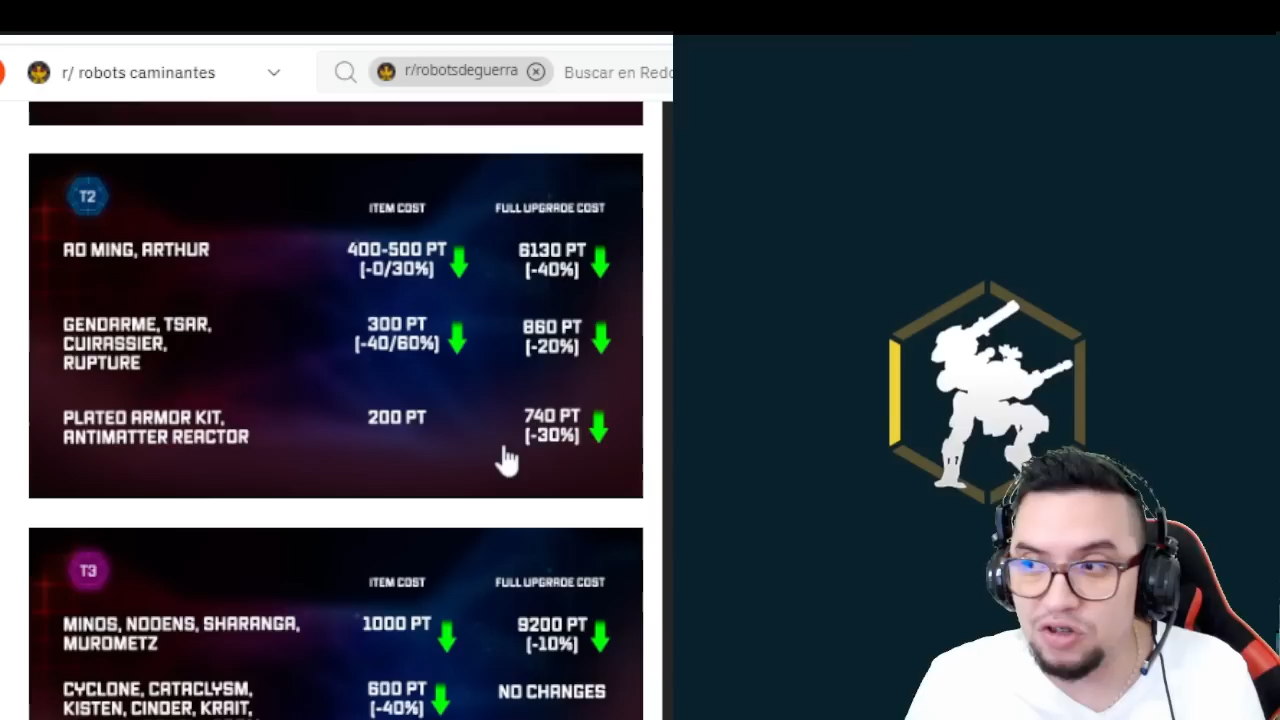 r/ robots caminantes
r/robotsdeguerra
Buscar en Redd
T2
ITEM COST
FULL UPGRADE COST
AO MING, ARTHUR
400-500 PT
(-0/30%)
6130 PT
(-40%)
GENDARME, TSAR,
CUIRASSIER,
RUPTURE
300 PT
(-40/60%)
860 PT
(-20%)
PLATED ARMOR KIT,
ANTIMATTER REACTOR
200 PT
740 PT
(-30%)
T3
ITEM COST
FULL UPGRADE COST
MINOS, NODENS, SHARANGA,
MUROMETZ
1000 PT
9200 PT
(-10%)
CYCLONE, CATACLYSM,
KISTEN, CINDER, KRAIT,
600 PT
(-40%)
NO CHANGES